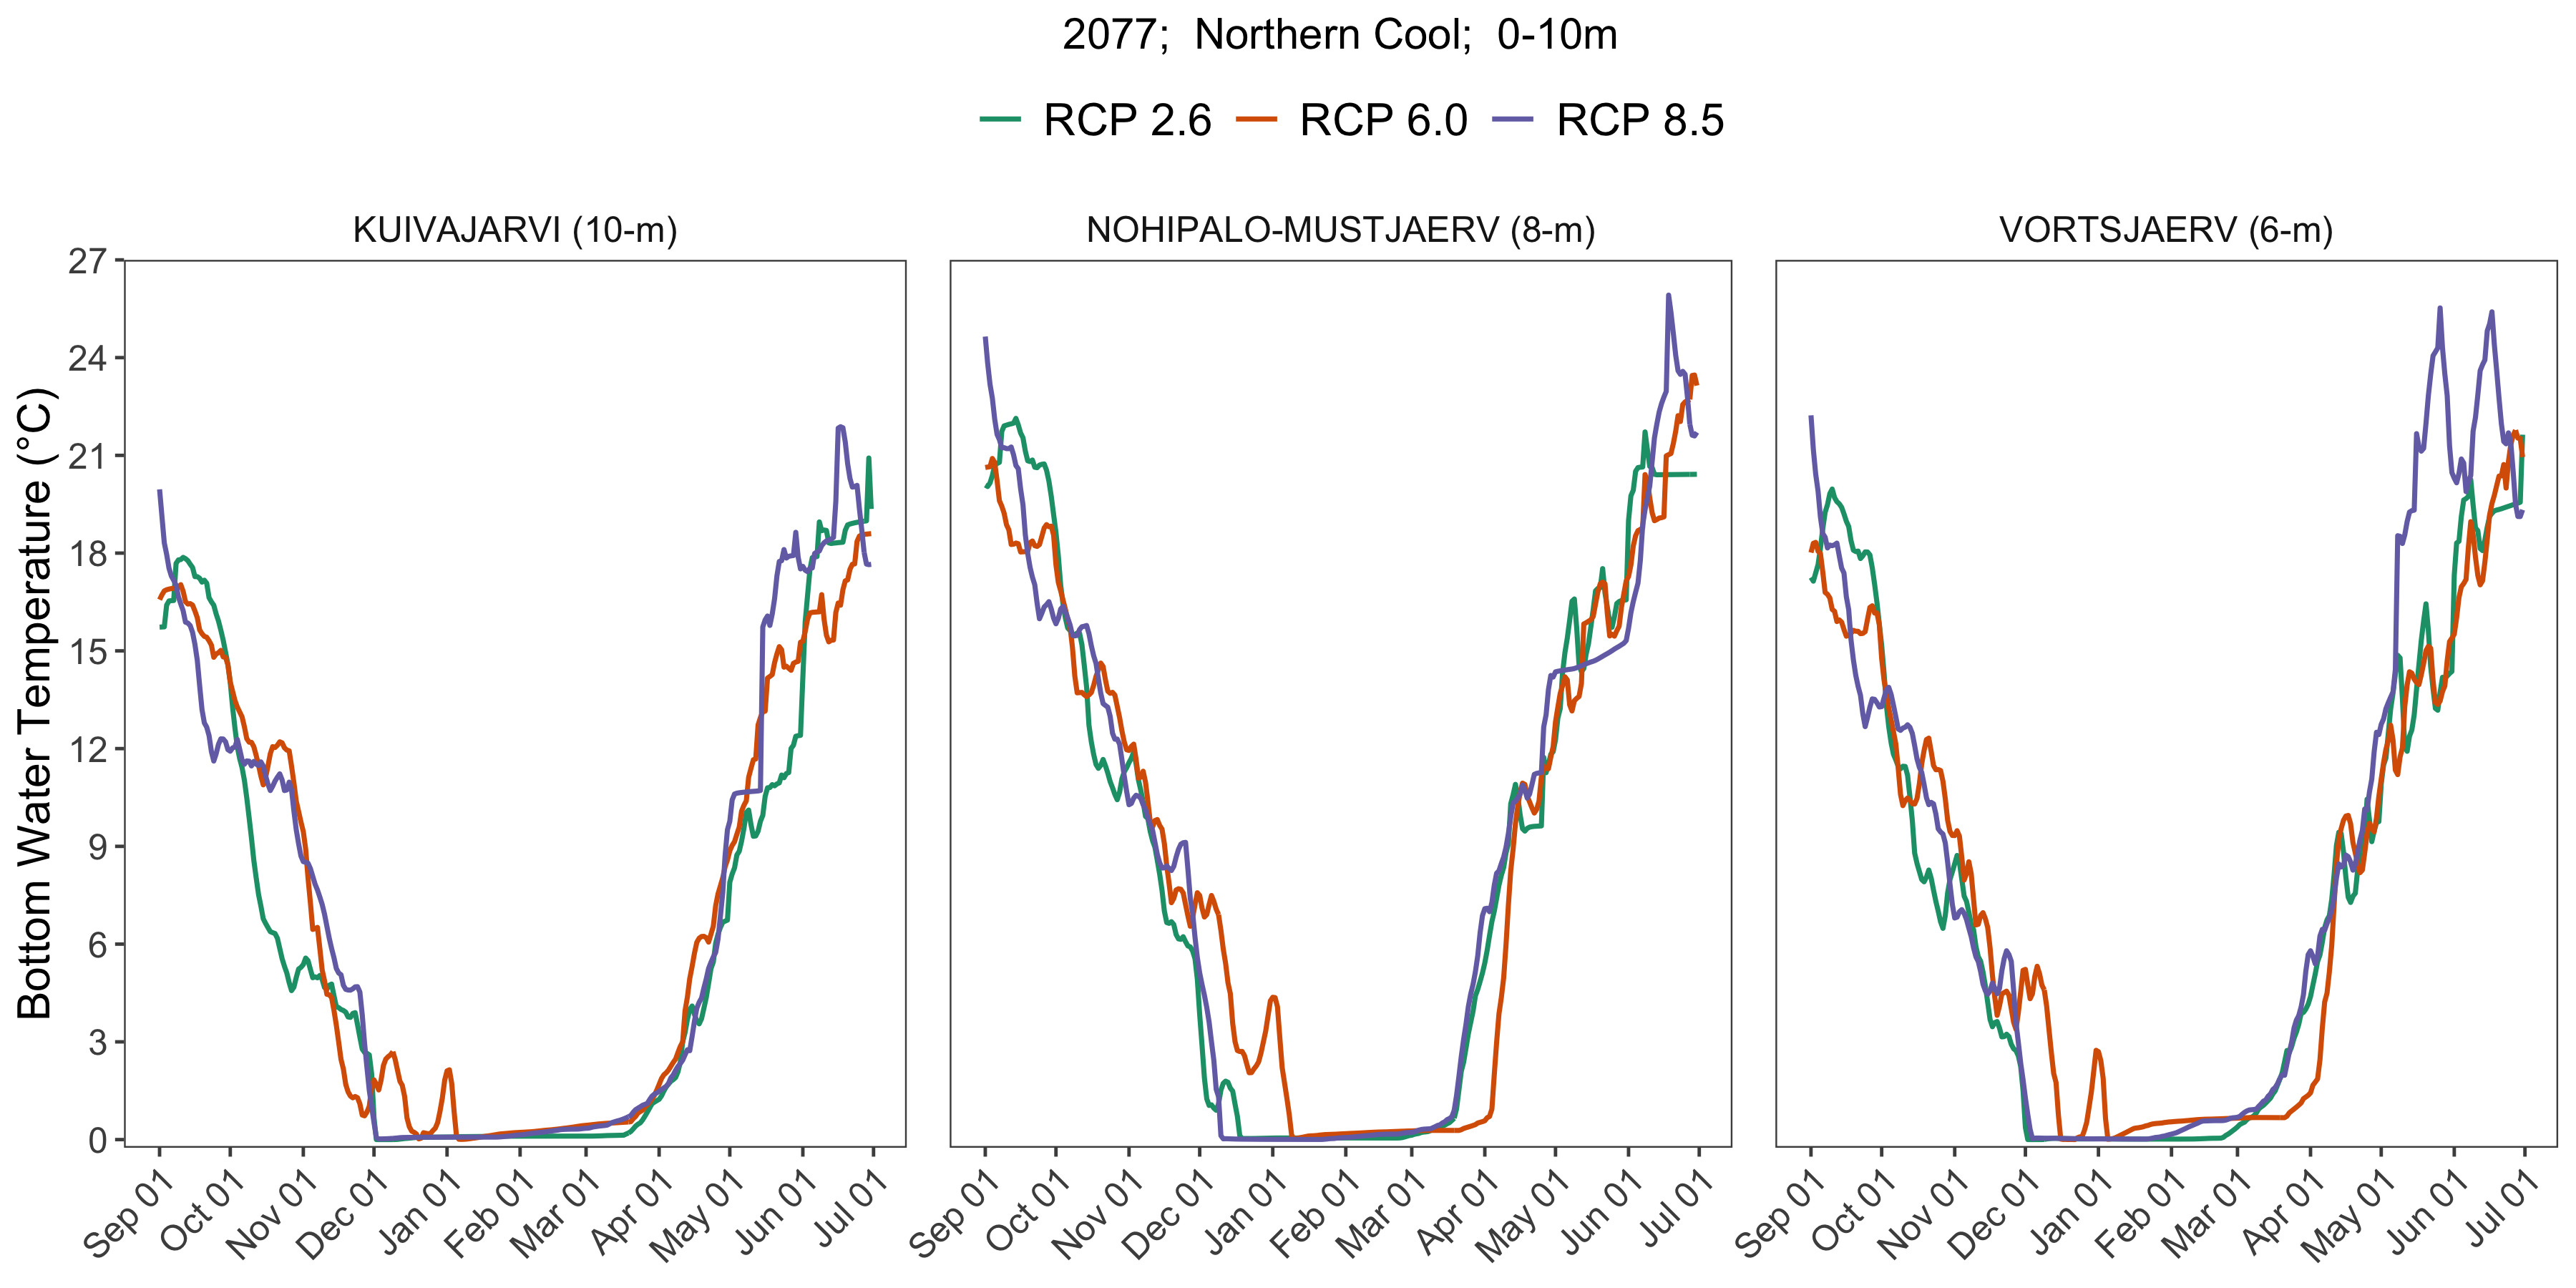 2077;  Northern Cool;  0-10m
RCP 2.6 RCP 6.0 RCP 8.5
KUIVAJARVI (10-m)
NOHIPALO-MUSTJAERV (8-m)
VORTSJAERV (6-m)
Bottom Water Temperature (°C)
27
24
21
18
15
12
9
6
3
0
Sep 01 Oct 01 Nov 01 Dec 01 Jan 01 Feb 01 Mar 01 Apr 01 May 01 Jun 01 Jul 01
Sep 01 Oct 01 Nov 01 Dec 01 Jan 01 Feb 01 Mar 01 Apr 01 May 01 Jun 01 Jul 01
Sep 01 Oct 01 Nov 01 Dec 01 Jan 01 Feb 01 Mar 01 Apr 01 May 01 Jun 01 Jul 01